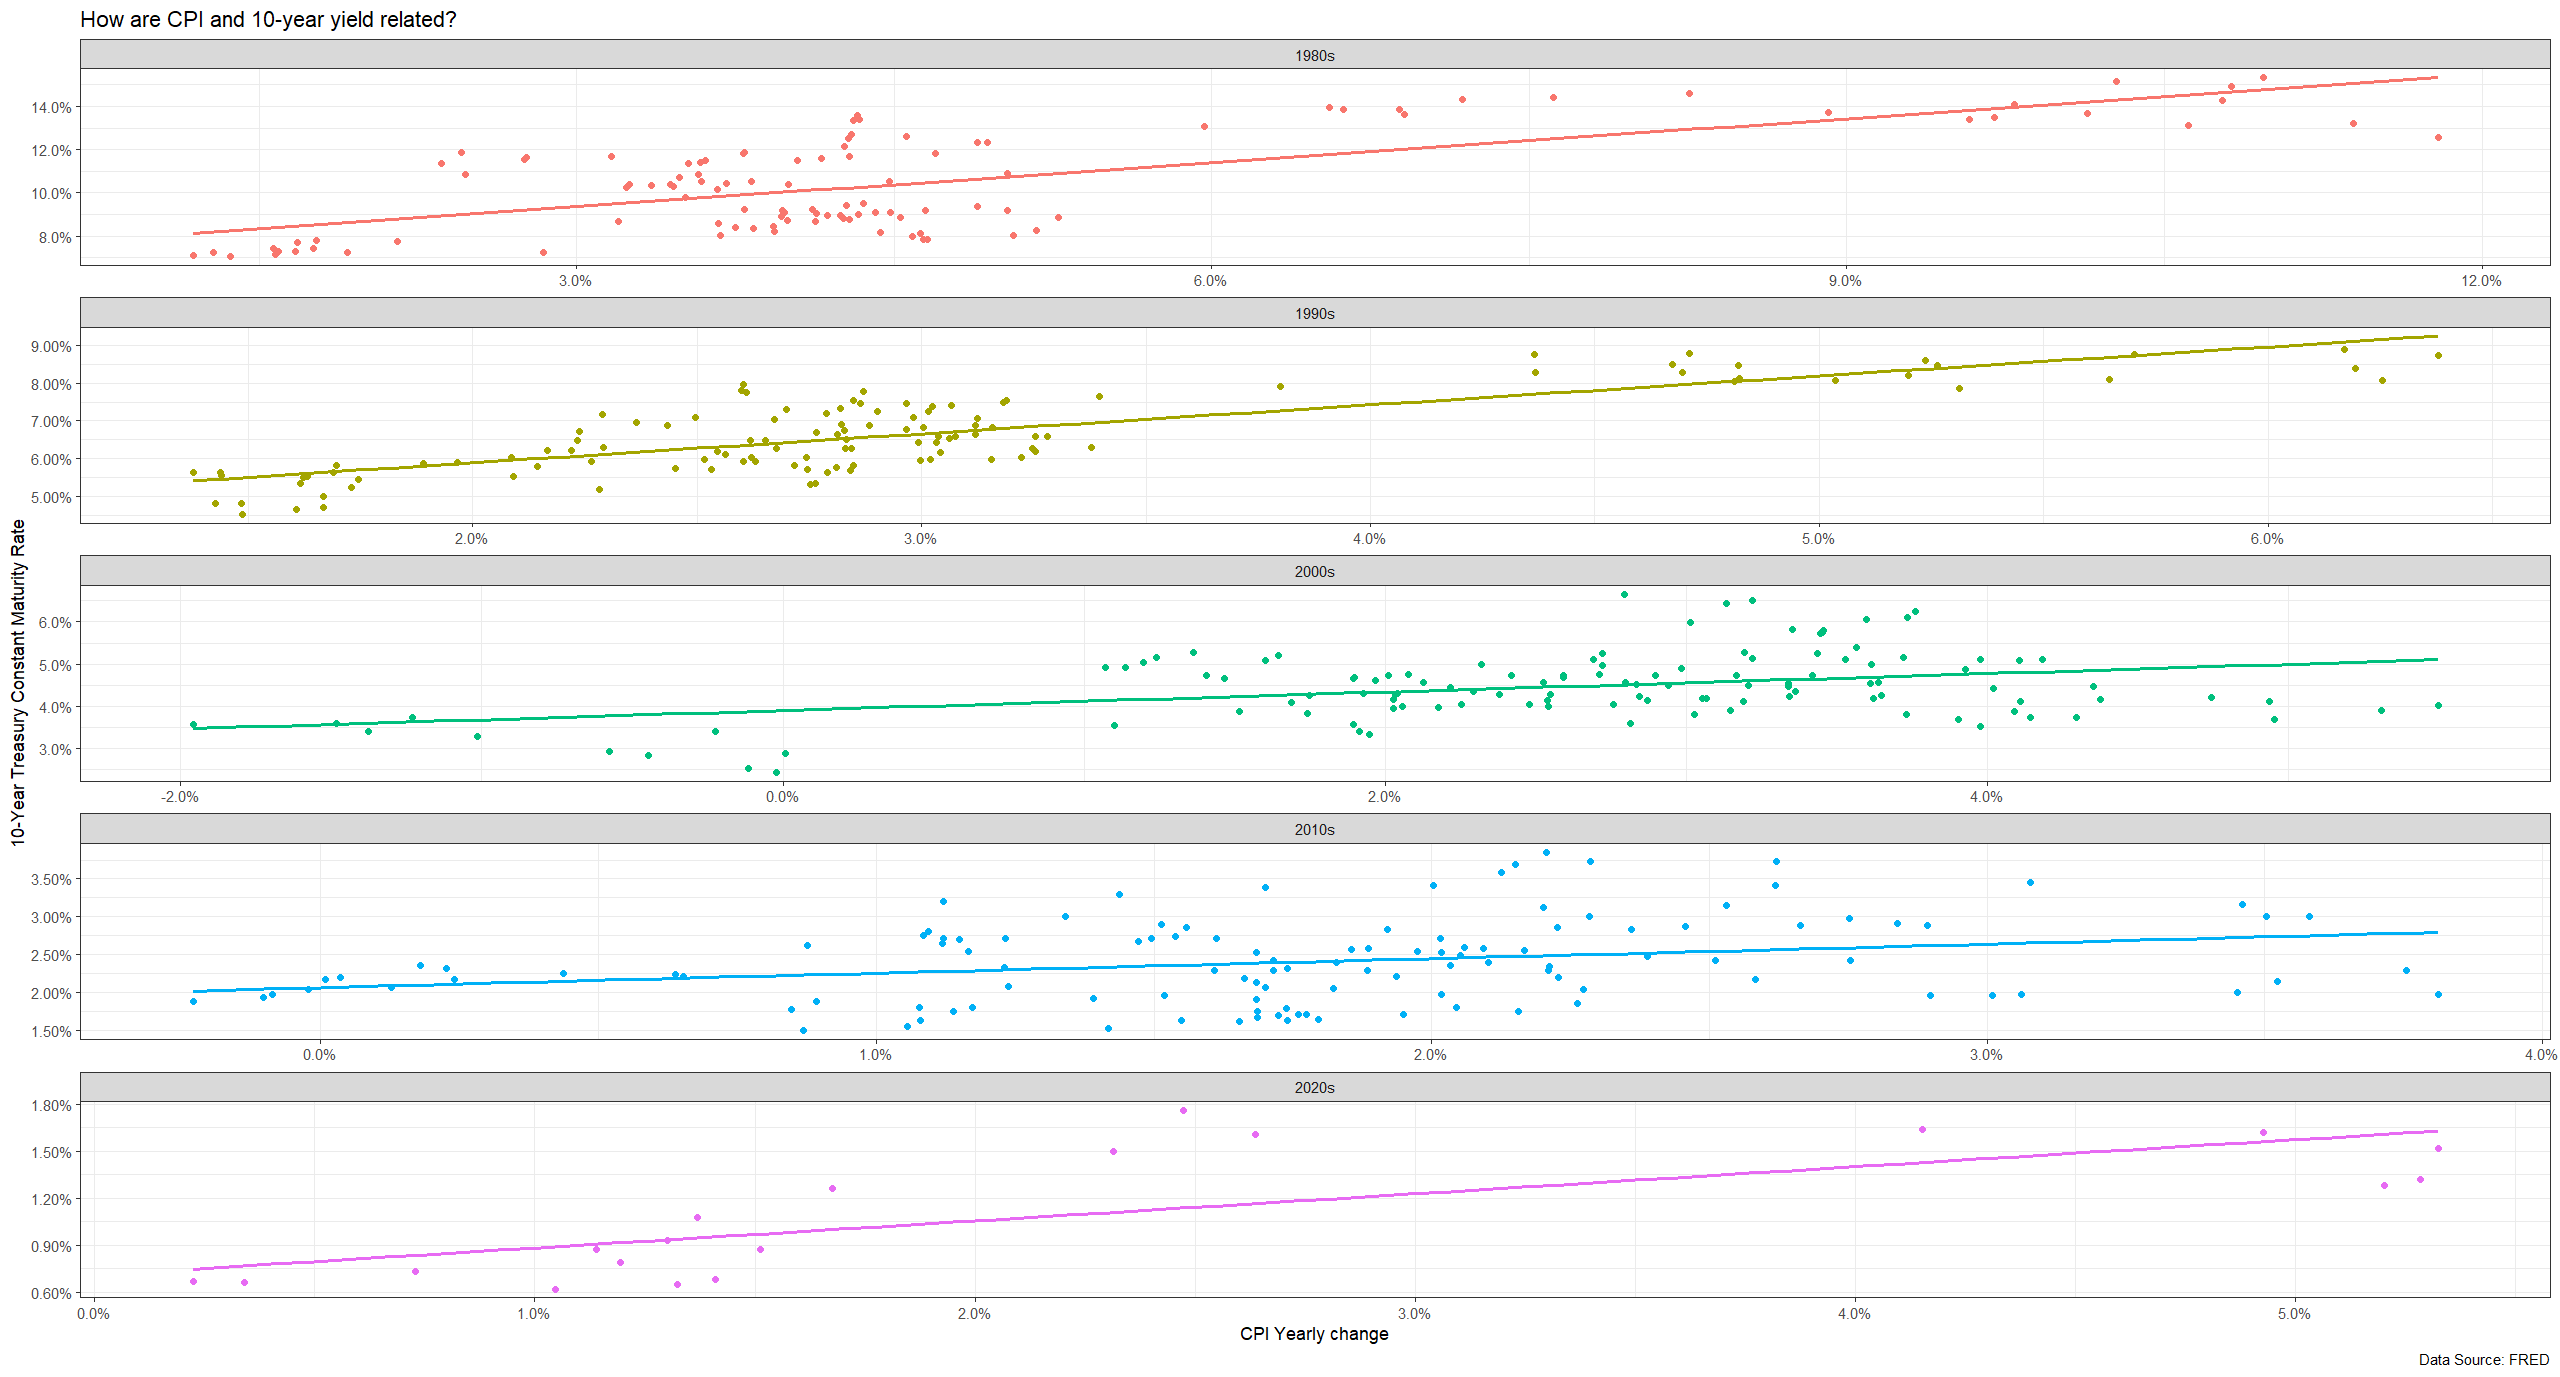 How are CPI and 10-year yield related?
1980s
14.0%
12.0%
10.0%
8.0%
3.0% 6.0% 9.0% 12.0%
1990s
9.00%
8.00%
7.00%
6.00%
5.00%
2.0% 3.0% 4.0% 5.0% 6.0%
10-Year Treasury Constant Maturity Rate
2000s
6.0%
5.0%
4.0%
3.0%
-2.0% 0.0% 2.0% 4.0%
2010s
3.50%
3.00%
2.50%
2.00%
1.50%
0.0% 1.0% 2.0% 3.0% 4.0%
2020s
1.80%
1.50%
1.20%
0.90%
0.60%
0.0% 1.0% 2.0% 3.0% 4.0% 5.0%
CPI Yearly change
Data Source: FRED